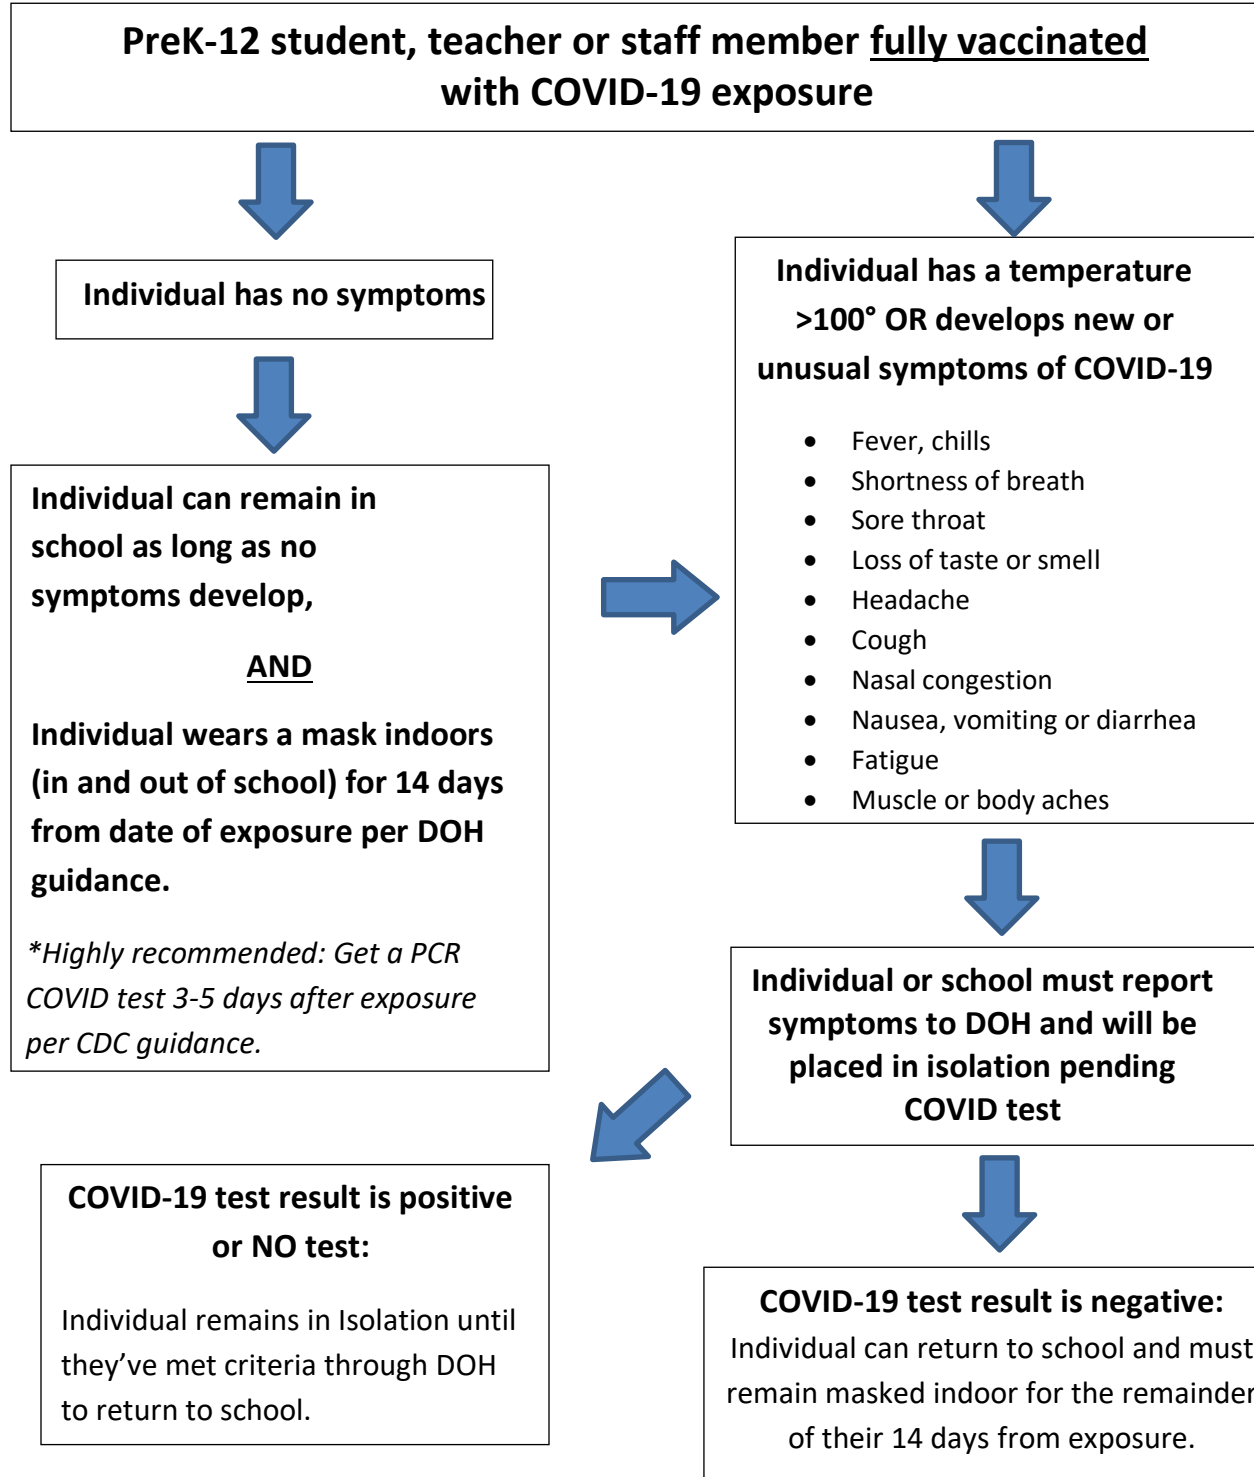 PreK-12 student, teacher or staff member fully vaccinated
with COVID-19 exposure
Individual has no symptoms
Individual can remain in
school as long as no
symptoms develop,
AND
Individual wears a mask indoors
(in and out of school) for 14 days
from date of exposure per DOH
guidance.
*Highly recommended: Get a PCR
COVID test 3-5 days after exposure
per CDC guidance.
Individual has a temperature
>100° OR develops new or
unusual symptoms of COVID-19
• Fever, chills
• Shortness of breath
• Sore throat
• Loss of taste or smell
• Headache
• Cough
• Nasal congestion
• Nausea, vomiting or diarrhea
• Fatigue
• Muscle or body aches
Individual or school must report
symptoms to DOH and will be
placed in isolation pending
COVID test
COVID-19 test result is positive
or NO test:
Individual remains in Isolation until
they've met criteria through DOH
to return to school.
COVID-19 test result is negative:
Individual can return to school and must
remain masked indoor for the remainder
of their 14 days from exposure.